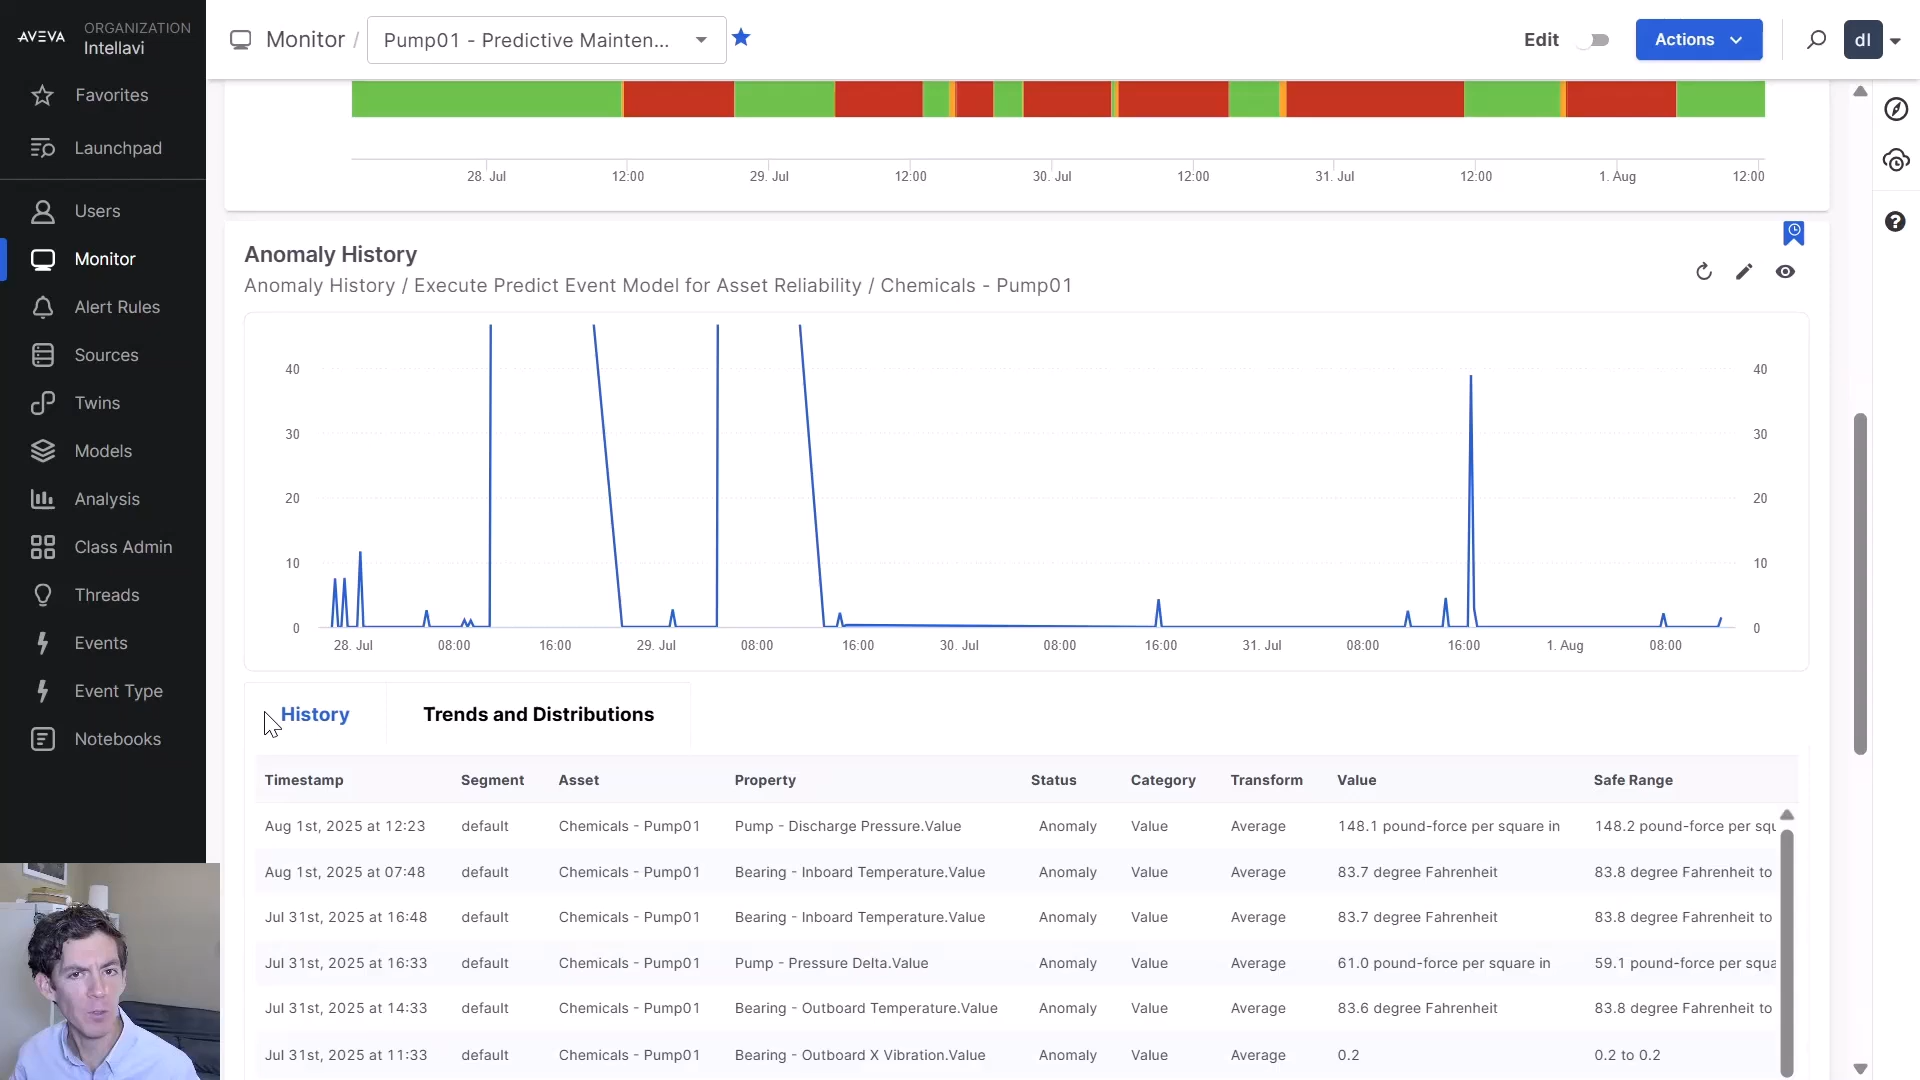 AVEVA
ORGANIZATION
Intellavi
Monitor / Pump01 - Predictive Mainten...
Edit
Actions
dl
Favorites
Launchpad
Users
Monitor
Alert Rules
Sources
Twins
Models
Analysis
Class Admin
Threads
Events
Event Type
Notebooks
28. Jul 12:00 29. Jul 12:00 30. Jul 12:00 31. Jul 12:00 1. Aug 12:00
Anomaly History
Anomaly History / Execute Predict Event Model for Asset Reliability / Chemicals - Pump01
40 40
30 30
20 20
10 10
0 0
28. Jul 08:00 16:00 29. Jul 08:00 16:00 30. Jul 08:00 16:00 31. Jul 08:00 16:00 1. Aug 08:00
History Trends and Distributions
Timestamp Segment Asset Property Status Category Transform Value Safe Range
Aug 1st, 2025 at 12:23 default Chemicals - Pump01 Pump - Discharge Pressure.Value Anomaly Value Average 148.1 pound-force per square in 148.2 pound-force per squ
Aug 1st, 2025 at 07:48 default Chemicals - Pump01 Bearing - Inboard Temperature.Value Anomaly Value Average 83.7 degree Fahrenheit 83.8 degree Fahrenheit to
Jul 31st, 2025 at 16:48 default Chemicals - Pump01 Bearing - Inboard Temperature.Value Anomaly Value Average 83.7 degree Fahrenheit 83.8 degree Fahrenheit to
Jul 31st, 2025 at 16:33 default Chemicals - Pump01 Pump - Pressure Delta.Value Anomaly Value Average 61.0 pound-force per square in 59.1 pound-force per squa
Jul 31st, 2025 at 14:33 default Chemicals - Pump01 Bearing - Outboard Temperature.Value Anomaly Value Average 83.6 degree Fahrenheit 83.8 degree Fahrenheit to
Jul 31st, 2025 at 11:33 default Chemicals - Pump01 Bearing - Outboard X Vibration.Value Anomaly Value Average 0.2 0.2 to 0.2